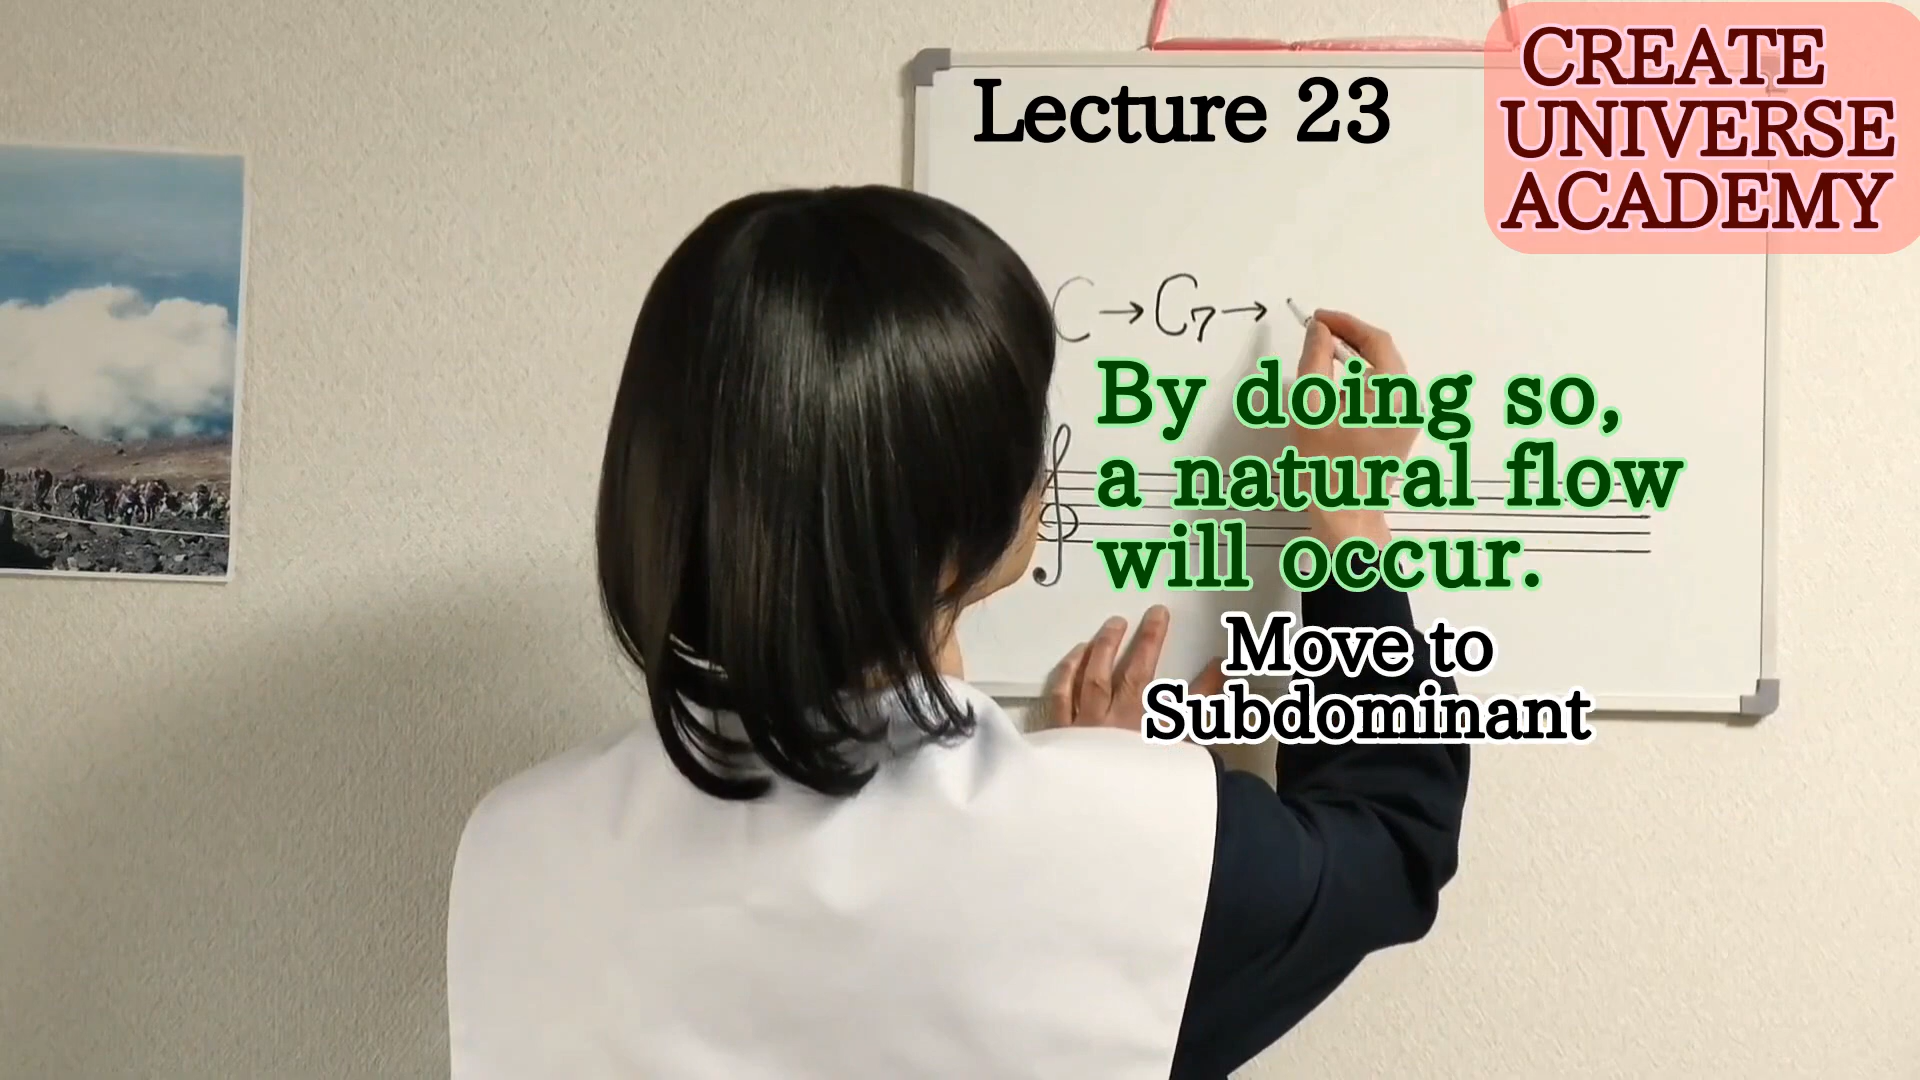 Lecture 23
CREATE
UNIVERSE
ACADEMY
C→C7→
By doing so,
a natural flow
will occur.
Move to
Subdominant